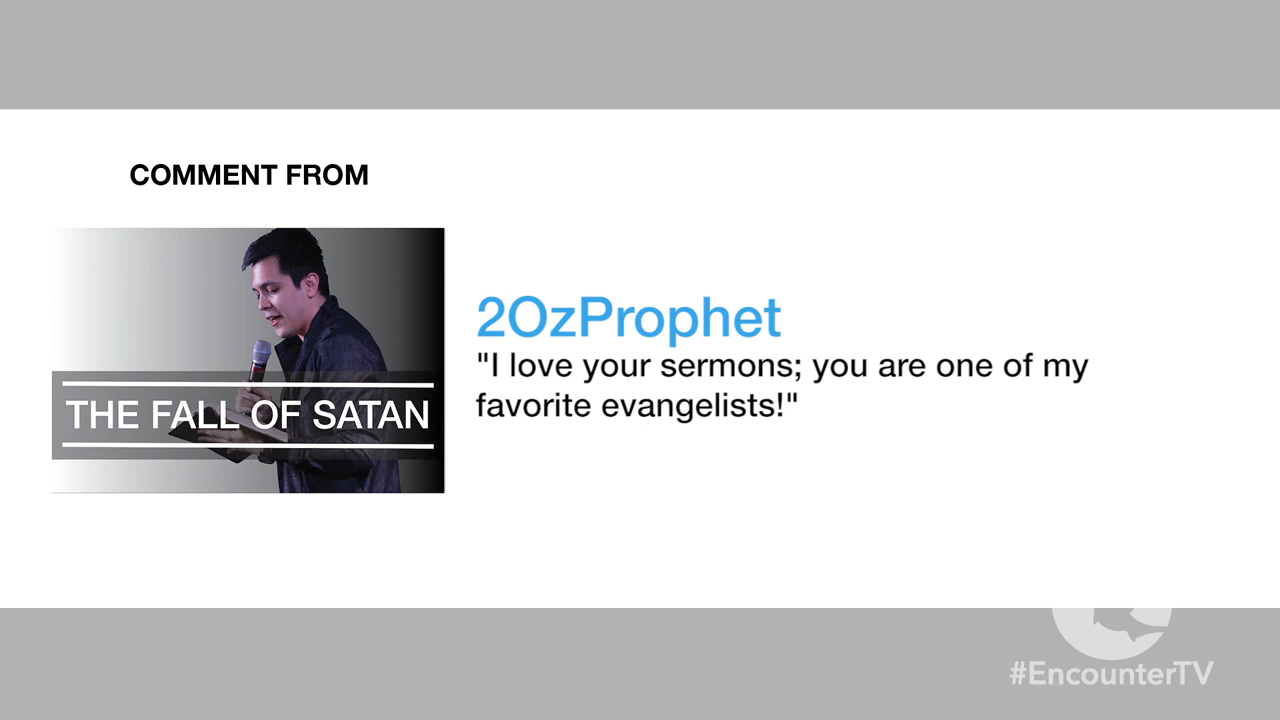 COMMENT FROM
THE FALL OF SATAN
2OzProphet
"I love your sermons; you are one of my
favorite evangelists!"
#EncounterTV